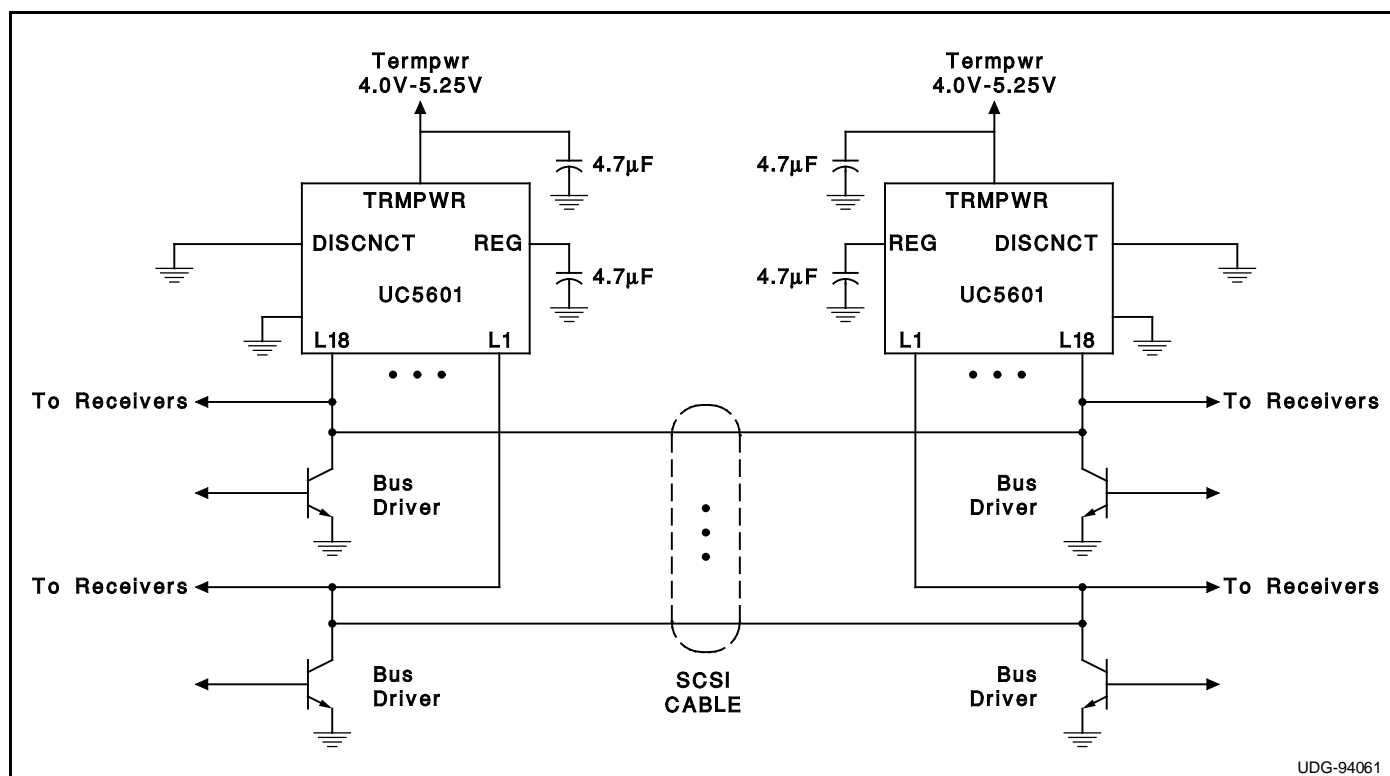 Termpwr
4.0V-5.25V
Termpwr
4.0V-5.25V
4.7µF
4.7µF
TRMPWR
TRMPWR
DISCNCT REG
REG DISCNCT
4.7µF
4.7µF
UC5601
UC5601
L18 L1
L1 L18
• • •
• • •
To Receivers
To Receivers
Bus
Driver
Bus
Driver
To Receivers
To Receivers
Bus
Driver
SCSI
CABLE
Bus
Driver
UDG-94061